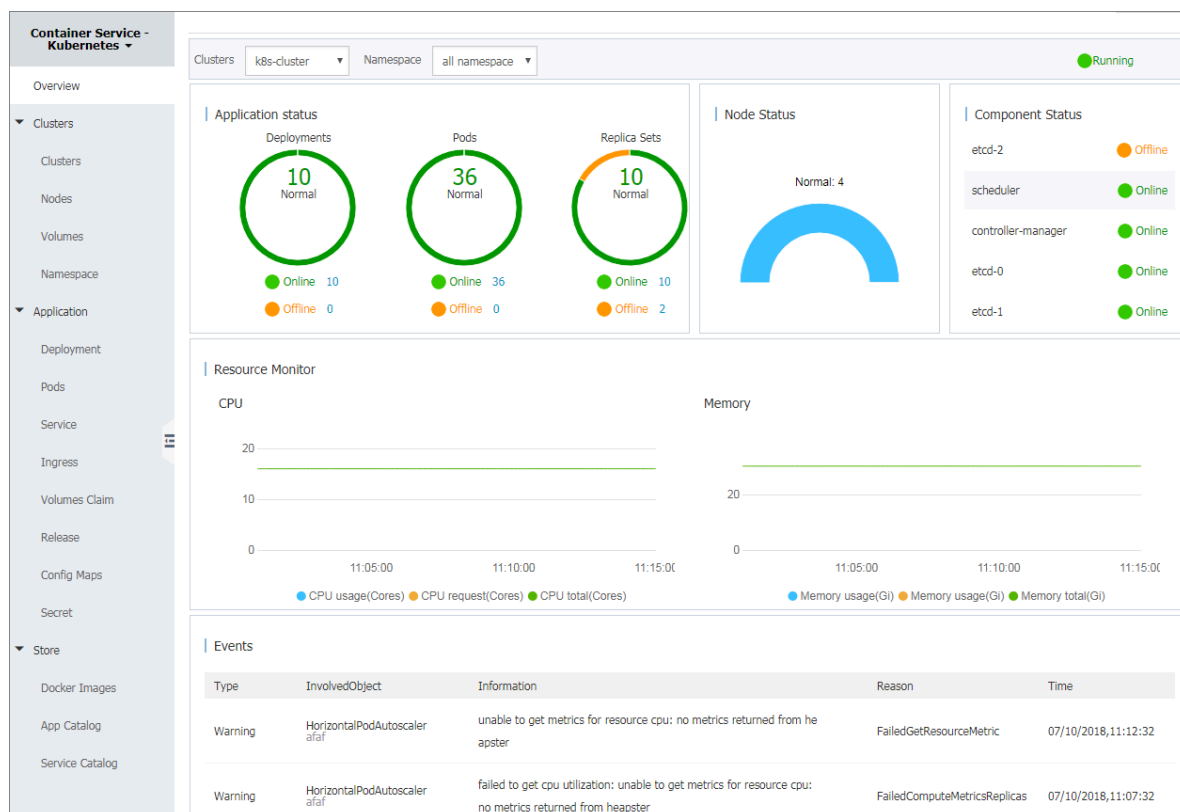 Container Service -
Kubernetes
Overview
Clusters
Clusters
Nodes
Volumes
Namespace
Application
Deployment
Pods
Service
Ingress
Volumes Claim
Release
Config Maps
Secret
Store
Docker Images
App Catalog
Service Catalog
Clusters k8s-cluster Namespace all namespace Running
Application status
Deployments Pods Replica Sets
10 36 10
Normal Normal Normal
Online 10 Online 36 Online 10
Offline 0 Offline 0 Offline 2
Node Status
Normal: 4
Component Status
etcd-2 Offline
scheduler Online
controller-manager Online
etcd-0 Online
etcd-1 Online
Resource Monitor
CPU
20
10
0
11:05:00 11:10:00 11:15:00
CPU usage(Cores) CPU request(Cores) CPU total(Cores)
Memory
20
0
11:05:00 11:10:00 11:15:00
Memory usage(Gi) Memory usage(Gi) Memory total(Gi)
Events
Type InvolvedObject Information Reason Time
Warning HorizontalPodAutoscaler
afaf
unable to get metrics for resource cpu: no metrics returned from he
apster
FailedGetResourceMetric 07/10/2018,11:12:32
Warning HorizontalPodAutoscaler
afaf
failed to get cpu utilization: unable to get metrics for resource cpu:
no metrics returned from heapster
FailedComputeMetricsReplicas 07/10/2018,11:07:32